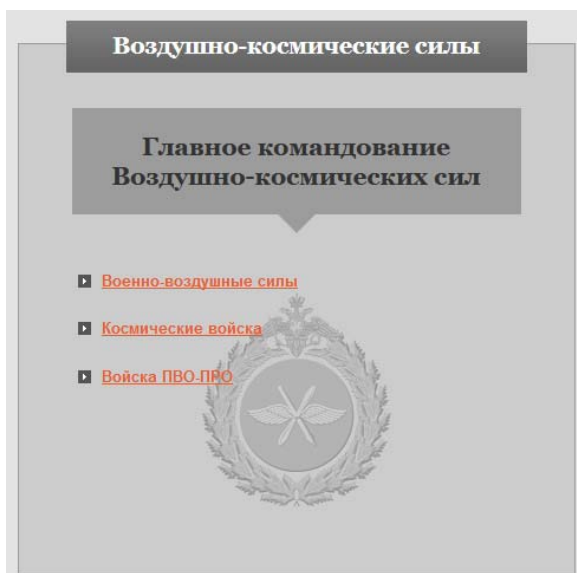 Воздушно-космические силы
Главное командование
Воздушно-космических сил
Военно-воздушные силы
Космические войска
Войска ПВО-ПРО